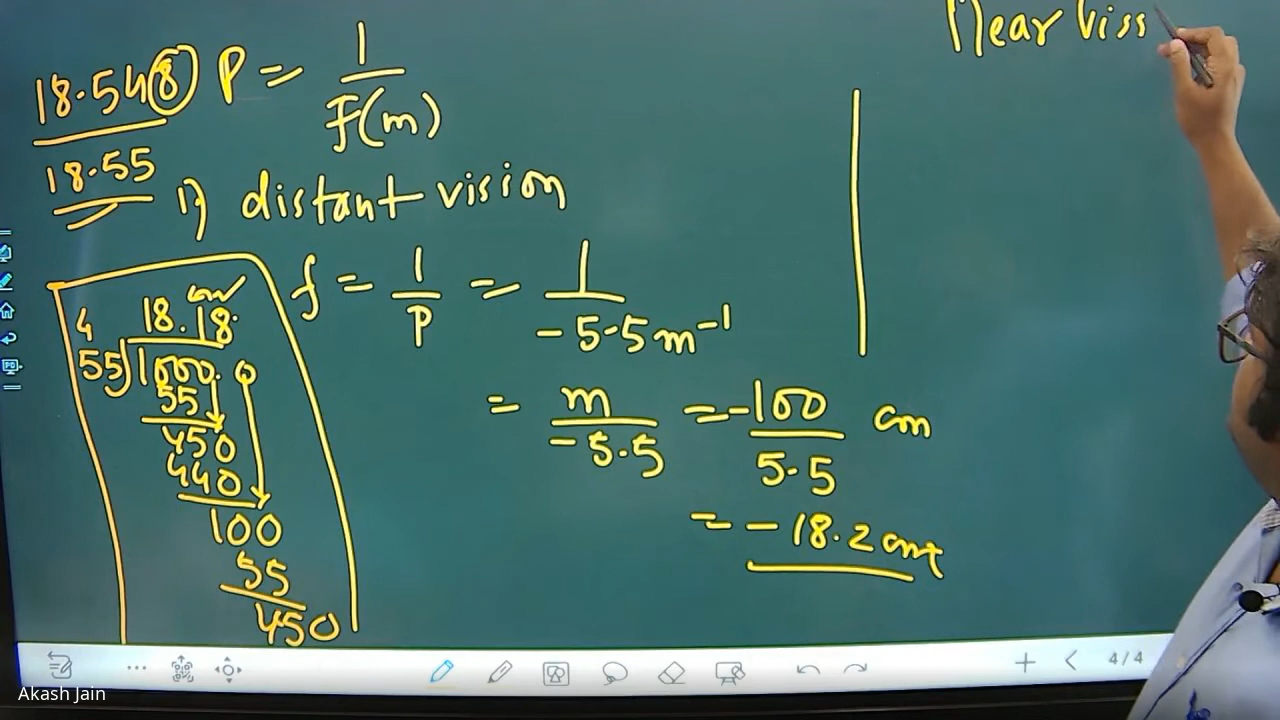 Near Viss
18.548
18.55
P = 1/F(m)
1) distant vision
f = 1/P = 1/-5.5 m⁻¹
= m/-5.5 = -100/5.5 cm
= -18.2 cm
18.18 cm
4
55)1000.0
55
450
440
100
55
450
4/4
Akash Jain